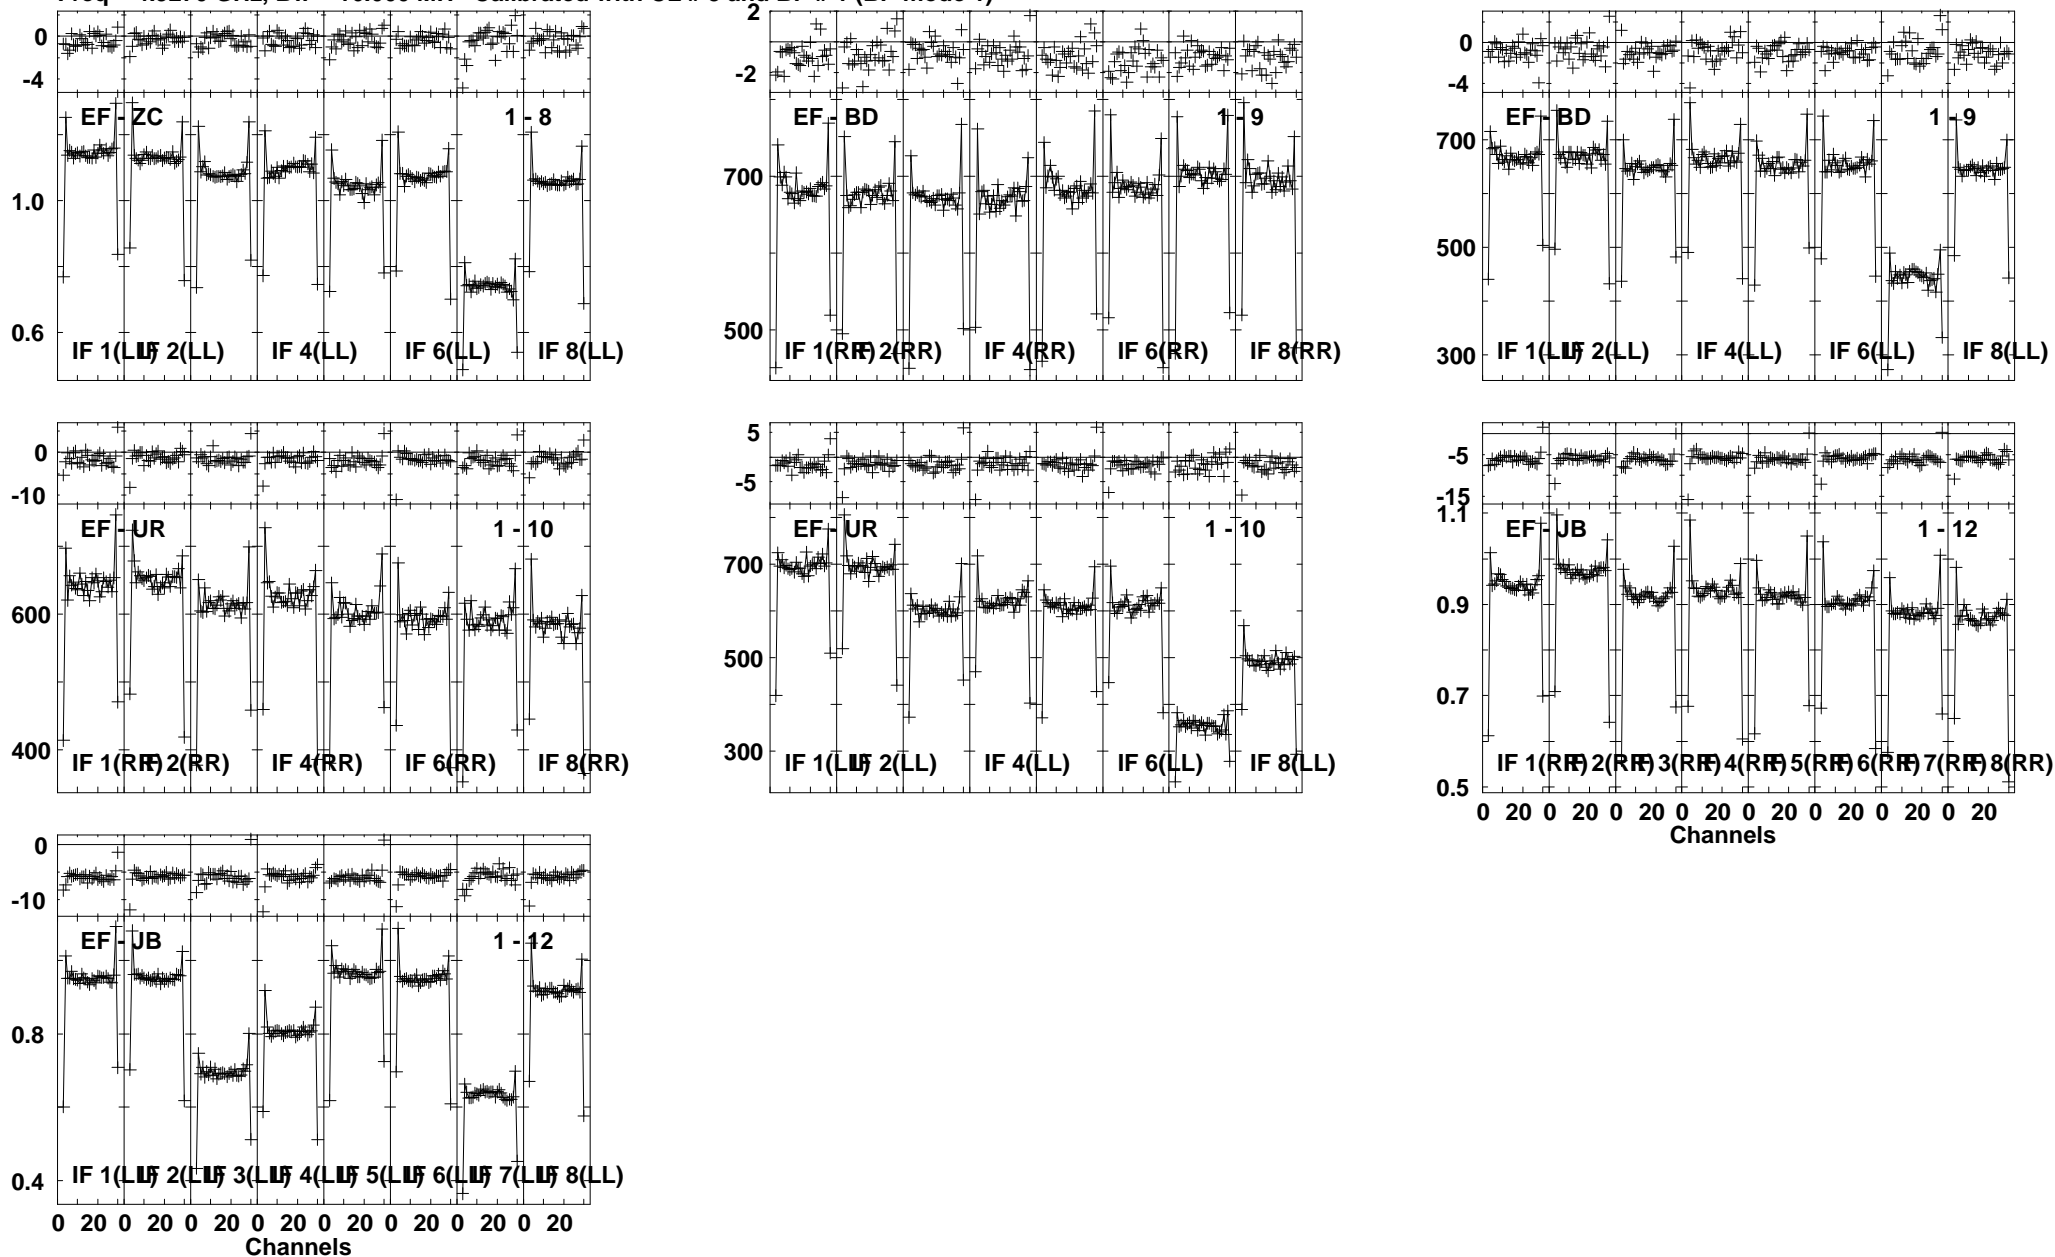 0
-4
EF - ZC
1 - 8
1.0
0.6
IF 1(LL) IF 2(LL) IF 4(LL) IF 6(LL) IF 8(LL)
2
-2
EF - BD
1 - 9
700
500
IF 1(RR) IF 2(RR) IF 4(RR) IF 6(RR) IF 8(RR)
0
-4
EF - BD
1 - 9
700
500
300
IF 1(LL) IF 2(LL) IF 4(LL) IF 6(LL) IF 8(LL)
0
-10
EF - UR
1 - 10
600
400
IF 1(RR) IF 2(RR) IF 4(RR) IF 6(RR) IF 8(RR)
5
-5
EF - UR
1 - 10
700
500
300
IF 1(LL) IF 2(LL) IF 4(LL) IF 6(LL) IF 8(LL)
-5
-15
1.1
EF - JB
1 - 12
0.9
0.7
0.5
IF 1(RR) IF 2(RR) IF 3(RR) IF 4(RR) IF 5(RR) IF 6(RR) IF 7(RR) IF 8(RR)
0 20 0 20 0 20 0 20 0 20 0 20 0 20 0 20
Channels
0
-10
EF - JB
1 - 12
0.8
0.4
IF 1(LL) IF 2(LL) IF 3(LL) IF 4(LL) IF 5(LL) IF 6(LL) IF 7(LL) IF 8(LL)
0 20 0 20 0 20 0 20 0 20 0 20 0 20 0 20
Channels